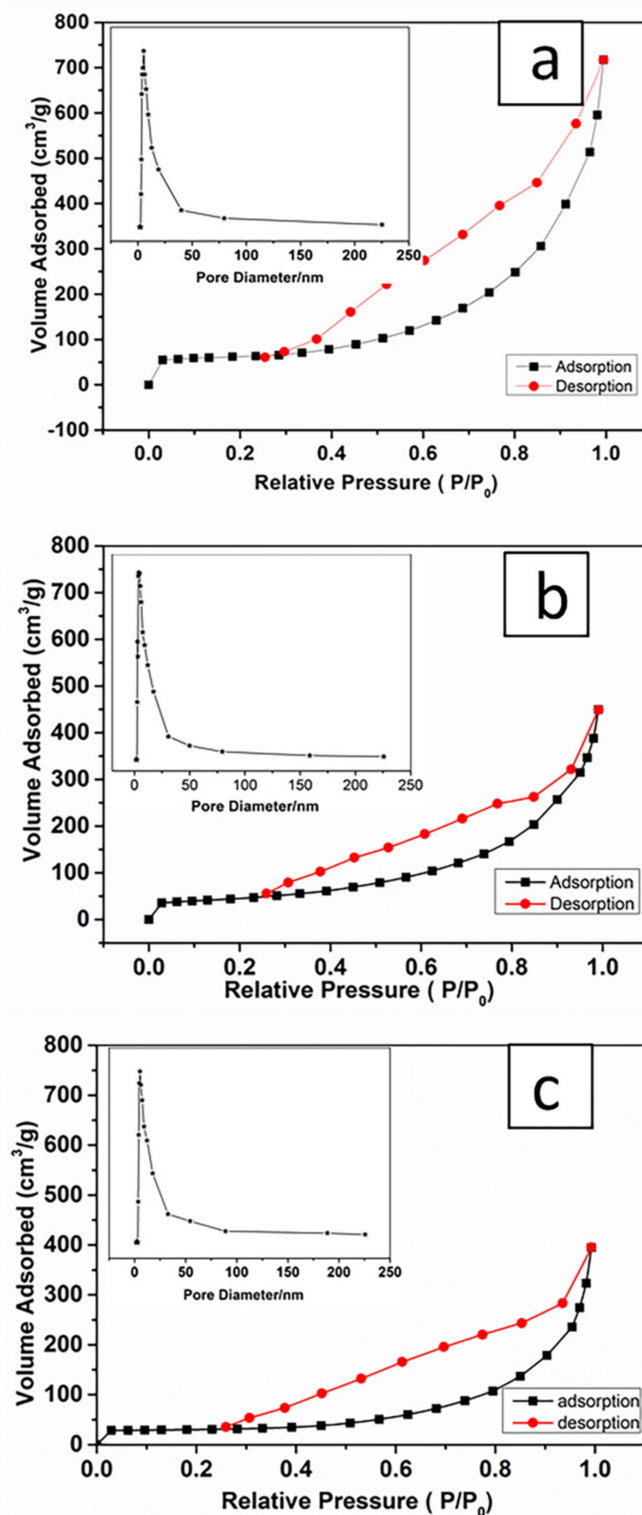 a
800
700
600
500
400
300
200
100
0
-100
Volume Adsorbed (cm³/g)
0 50 100 150 200 250
Pore Diameter/nm
Adsorption
Desorption
0.0 0.2 0.4 0.6 0.8 1.0
Relative Pressure ( P/P₀)
b
800
700
600
500
400
300
200
100
0
Volume Adsorbed (cm³/g)
0 50 100 150 200 250
Pore Diameter/nm
Adsorption
Desorption
0.0 0.2 0.4 0.6 0.8 1.0
Relative Pressure ( P/P₀)
c
800
700
600
500
400
300
200
100
0
Volume Adsorbed (cm³/g)
0 50 100 150 200 250
Pore Diameter/nm
adsorption
desorption
0.0 0.2 0.4 0.6 0.8 1.0
Relative Pressure ( P/P₀)